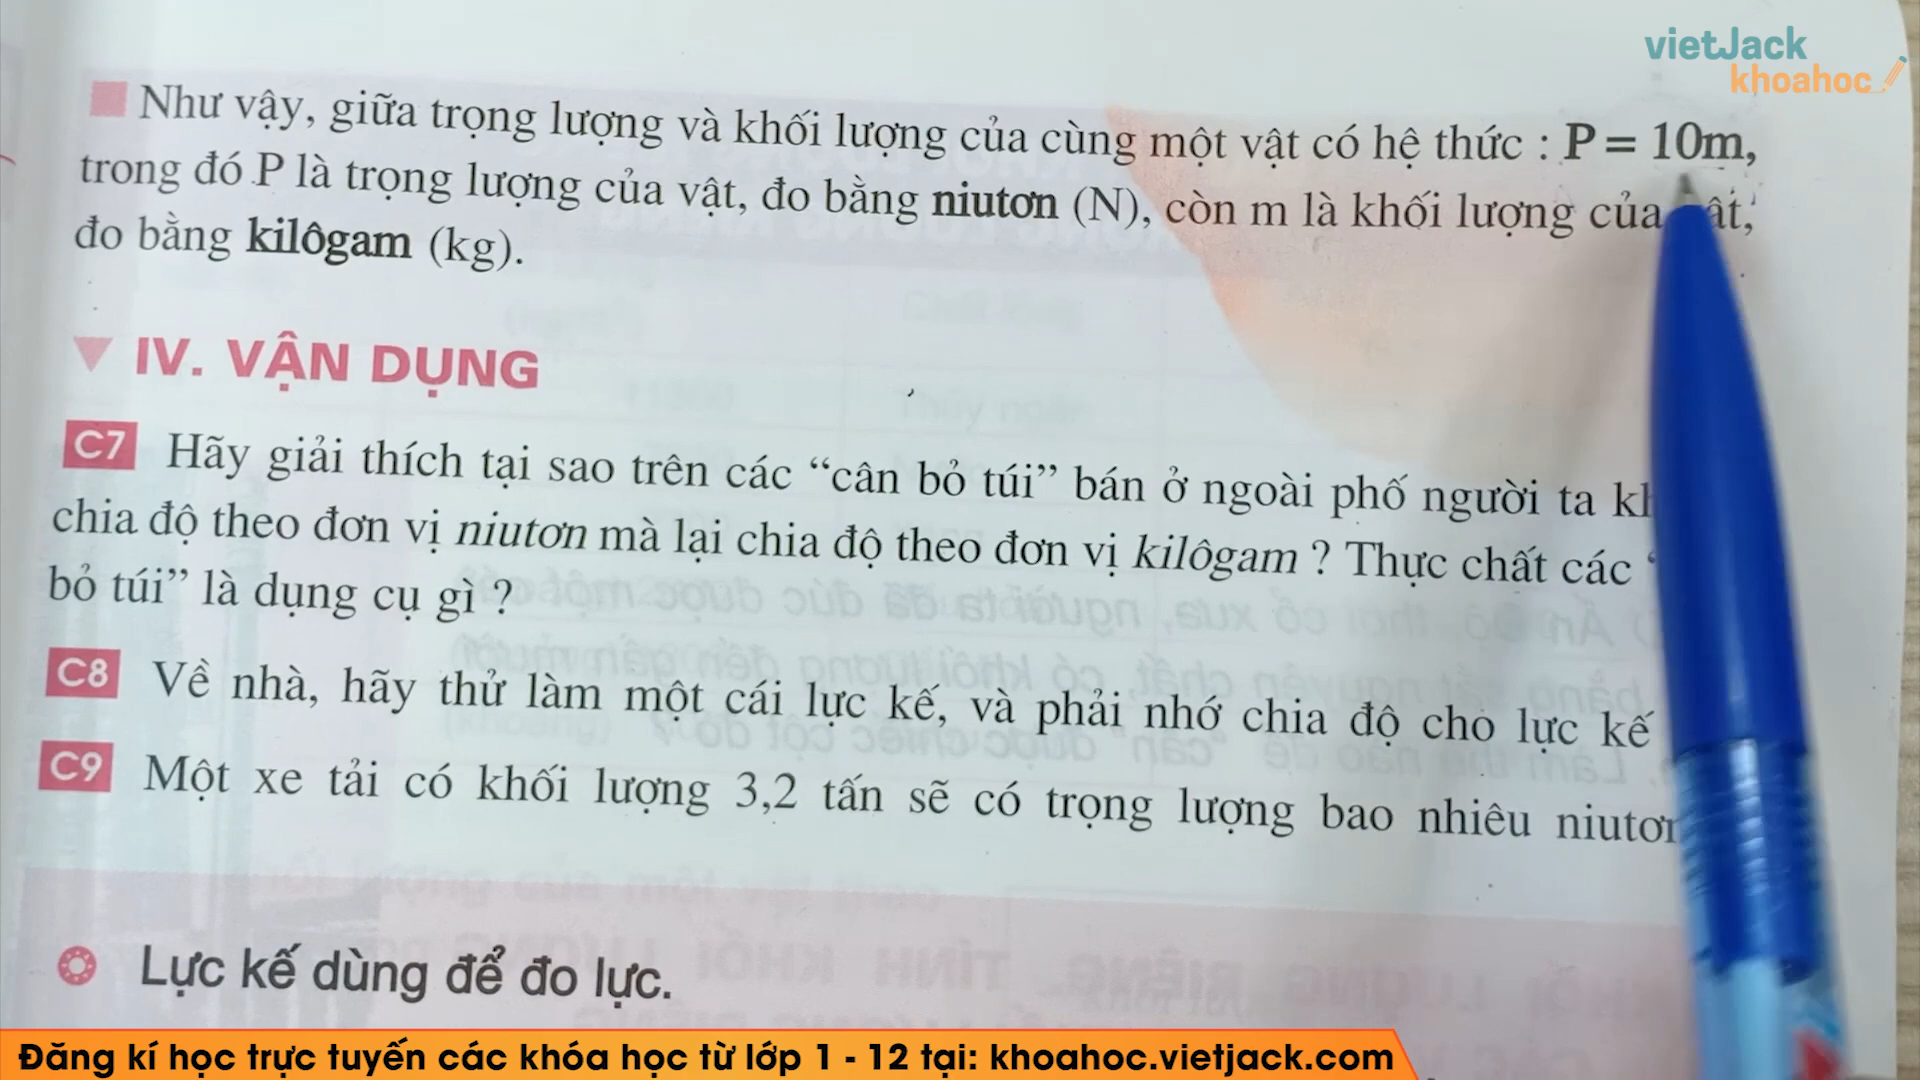 vietJack
khoahoc
Như vậy, giữa trọng lượng và khối lượng của cùng một vật có hệ thức : P = 10m,
trong đó P là trọng lượng của vật, đo bằng niutơn (N), còn m là khối lượng của vật,
đo bằng kilôgam (kg).
IV. VẬN DỤNG
C7 Hãy giải thích tại sao trên các “cân bỏ túi” bán ở ngoài phố người ta
chia độ theo đơn vị niutơn mà lại chia độ theo đơn vị kilôgam ? Thực chất các
bỏ túi” là dụng cụ gì ?
C8 Về nhà, hãy thử làm một cái lực kế, và phải nhớ chia độ cho lực kế
C9 Một xe tải có khối lượng 3,2 tấn sẽ có trọng lượng bao nhiêu niutơn
Lực kế dùng để đo lực.
Đăng kí học trực tuyến các khóa học từ lớp 1 - 12 tại: khoahoc.vietjack.com